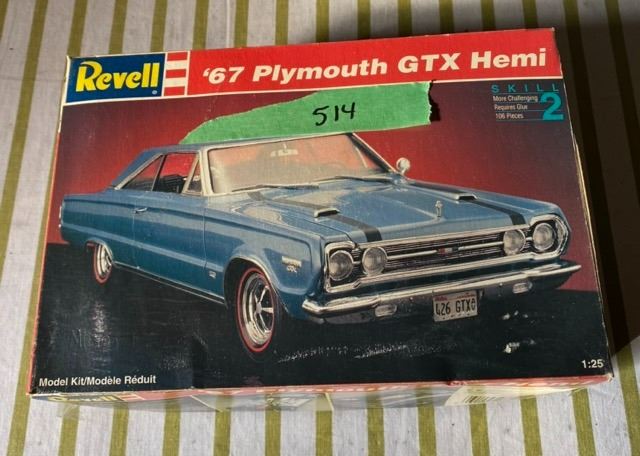 Revell
'67 Plymouth GTX Hemi
SKILL
2
More Challenging
Requires Glue
106 Pieces
514
GTX
426 GTX
Model Kit/Modèle Réduit
1:25